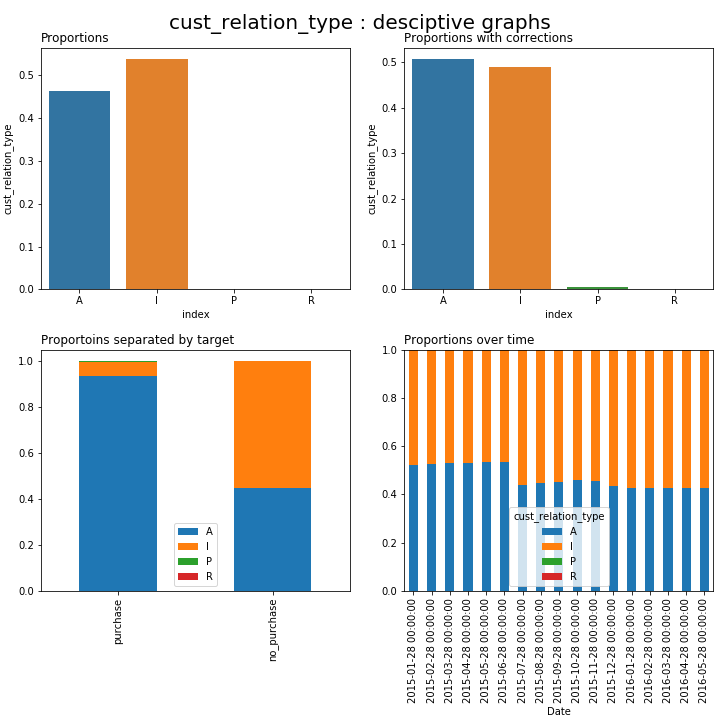 cust_relation_type : desciptive graphs
Proportions
cust_relation_type
0.5
0.4
0.3
0.2
0.1
0.0
A I P R
index
Proportions with corrections
cust_relation_type
0.5
0.4
0.3
0.2
0.1
0.0
A I P R
index
Proportoins separated by target
1.0
0.8
0.6
0.4
0.2
0.0
A
I
P
R
purchase
no_purchase
Proportions over time
1.0
0.8
0.6
0.4
0.2
0.0
cust_relation_type
A
I
P
R
2015-01-28 00:00:00
2015-02-28 00:00:00
2015-03-28 00:00:00
2015-04-28 00:00:00
2015-05-28 00:00:00
2015-06-28 00:00:00
2015-07-28 00:00:00
2015-08-28 00:00:00
2015-09-28 00:00:00
2015-10-28 00:00:00
2015-11-28 00:00:00
2015-12-28 00:00:00
2016-01-28 00:00:00
2016-02-28 00:00:00
2016-03-28 00:00:00
2016-04-28 00:00:00
2016-05-28 00:00:00
Date